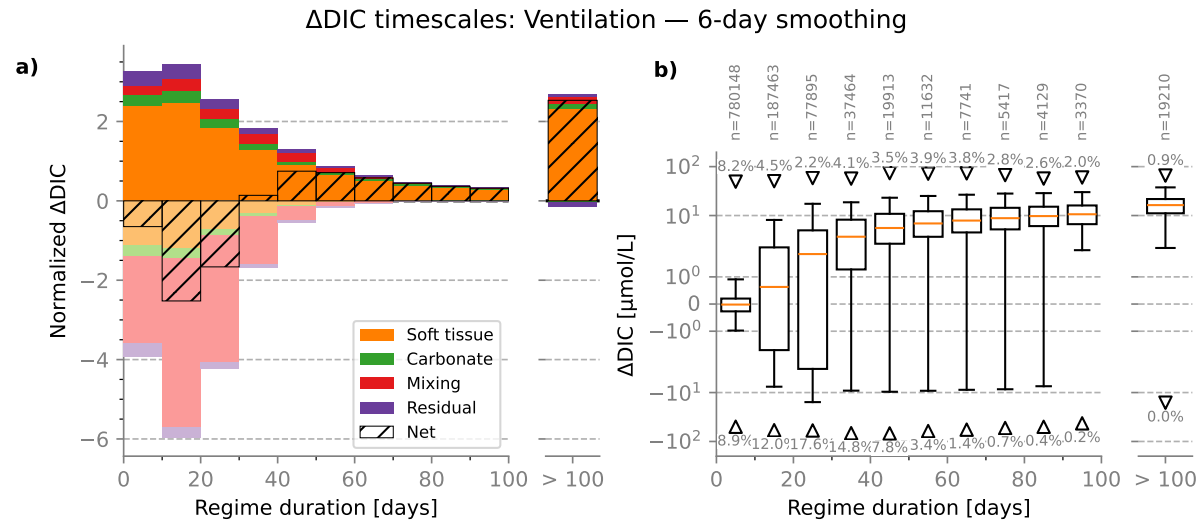 ΔDIC timescales: Ventilation — 6-day smoothing
a)
Normalized ΔDIC
2
0
−2
−4
−6
Soft tissue
Carbonate
Mixing
Residual
Net
0 20 40 60 80 100 > 100
Regime duration [days]
b)
n=780148
n=187463
n=77895
n=37464
n=19913
n=11632
n=7741
n=5417
n=4129
n=3370
n=19210
ΔDIC [μmol/L]
10²
10¹
10⁰
0
−10⁰
−10¹
−10²
8.2% 4.5% 2.2% 4.1% 3.5% 3.9% 3.8% 2.8% 2.6% 2.0% 0.9%
8.9% 12.0% 17.6% 14.8% 7.8% 3.4% 1.4% 0.7% 0.4% 0.2% 0.0%
0 20 40 60 80 100 > 100
Regime duration [days]